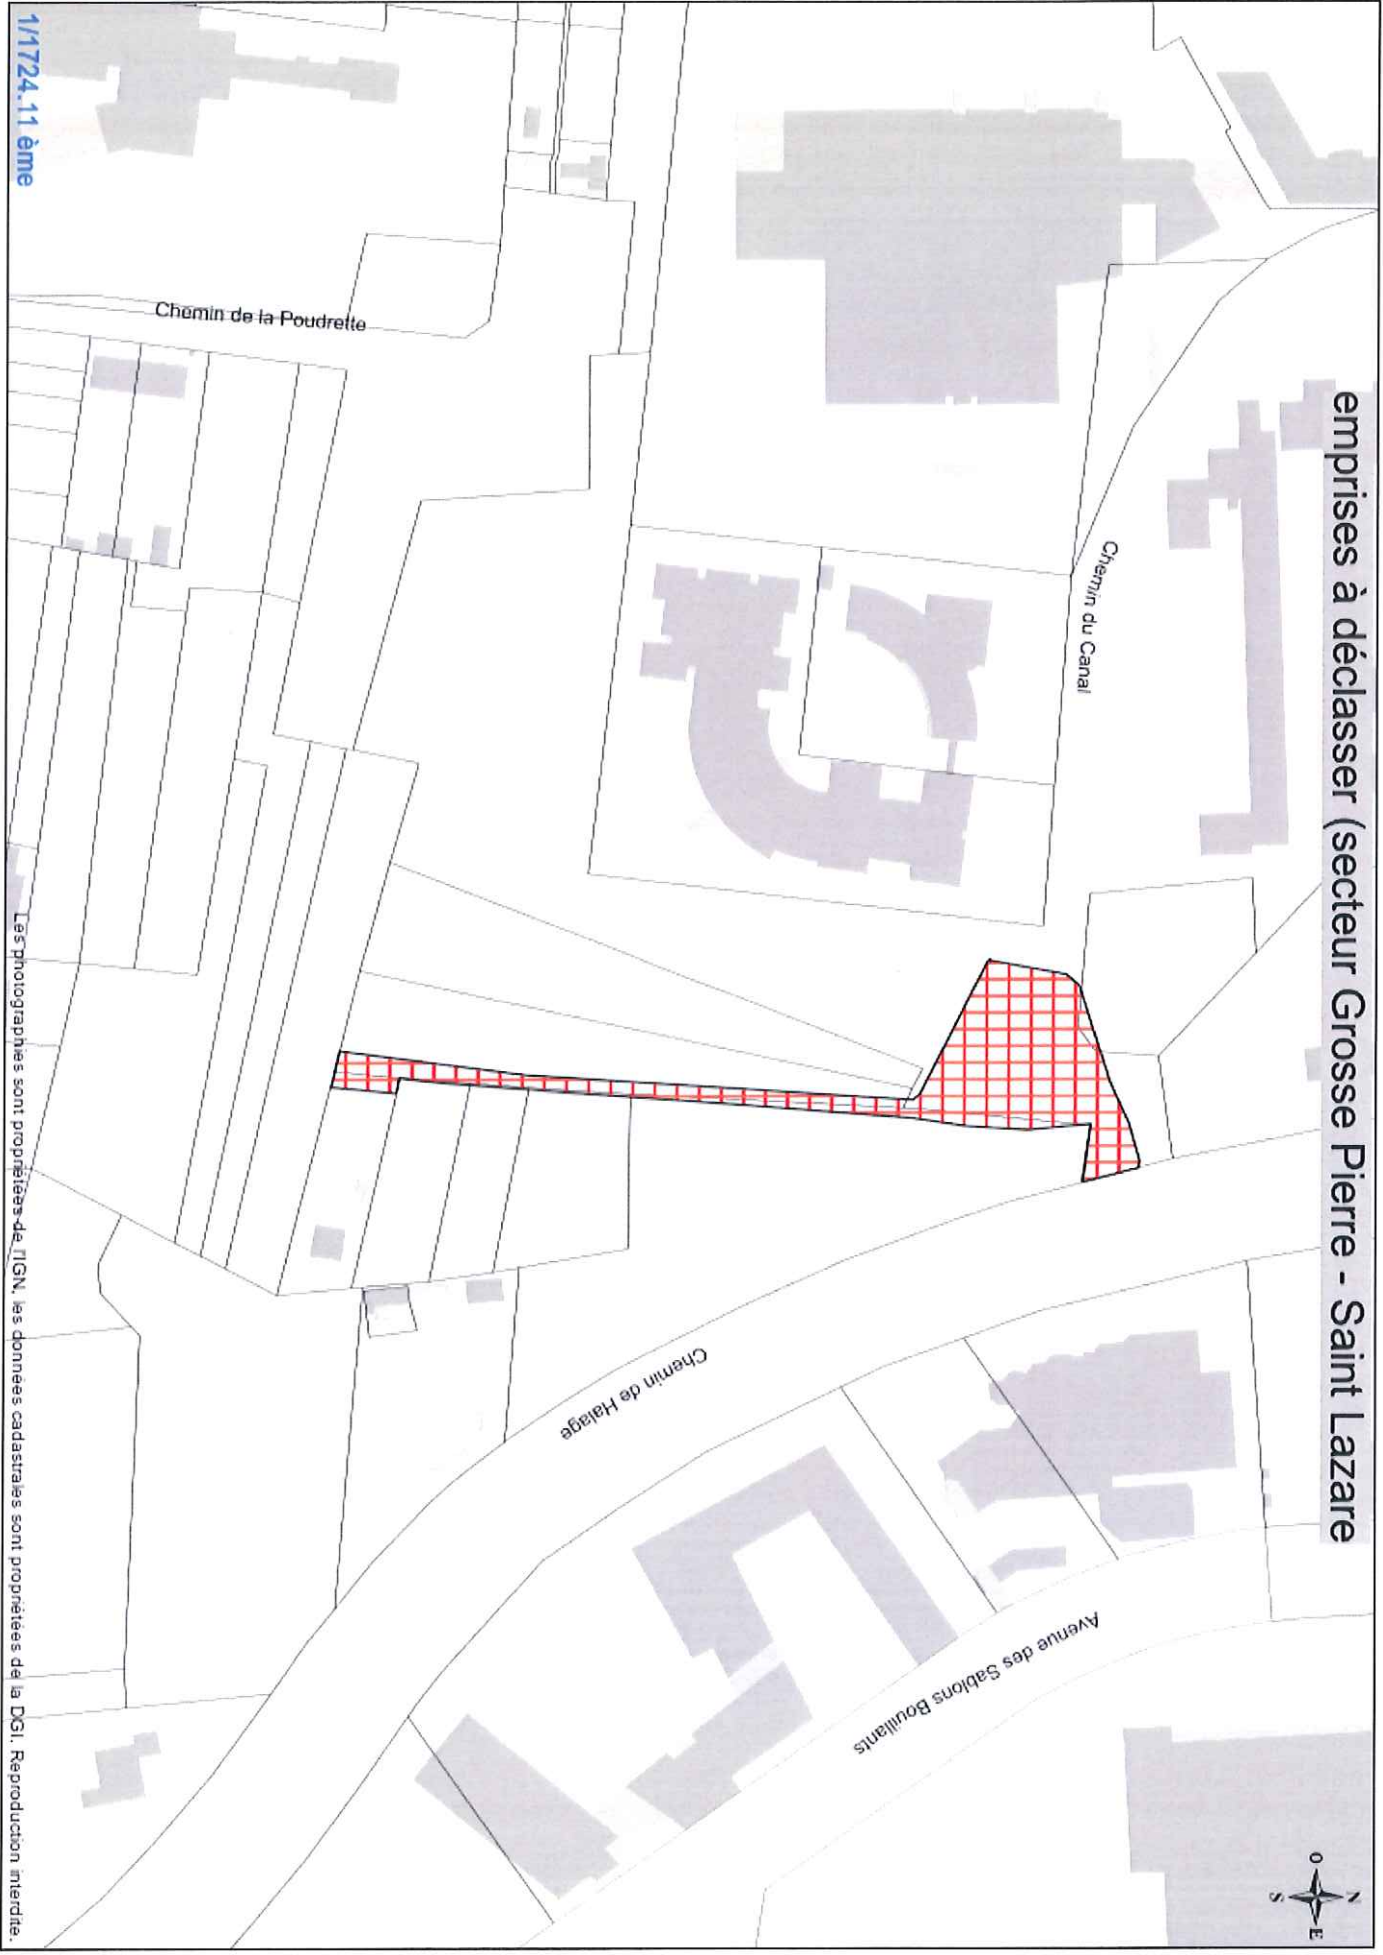 emprises à déclasser (secteur Grosse Pierre - Saint Lazare
N
O
E
S
Chemin du Canal
Avenue des Sablons Bouillants
Chemin de Halage
Chemin de la Poudrette
1/1724.11 ème
Les photographies sont propriétées de l'IGN, les données cadastrales sont propriétées de la DGI. Reproduction interdite.